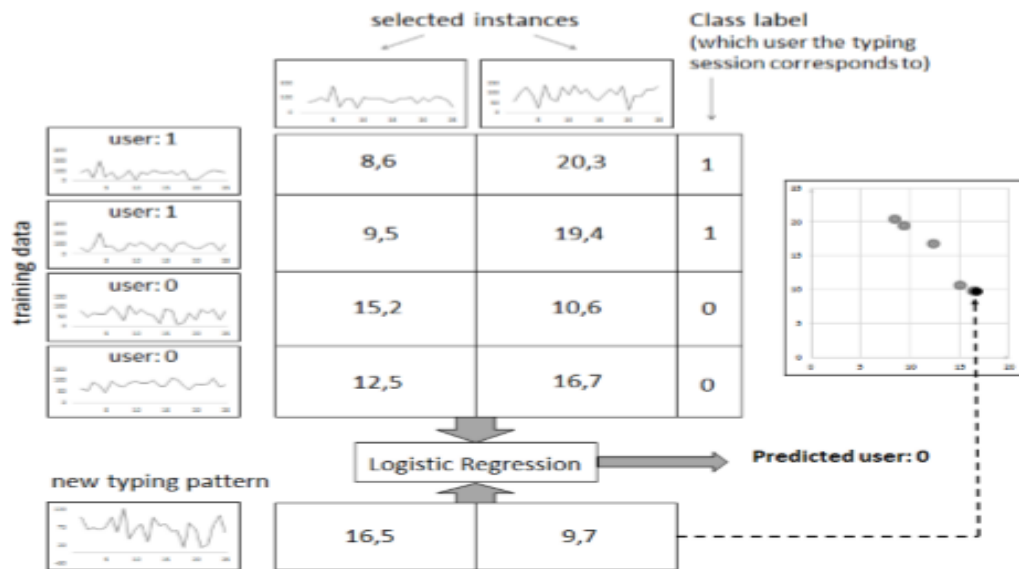 selected instances
Class label
(which user the typing
session corresponds to)
training data
user: 1
8,6 20,3 1
user: 1
9,5 19,4 1
user: 0
15,2 10,6 0
user: 0
12,5 16,7 0
Logistic Regression
Predicted user: 0
new typing pattern
16,5 9,7